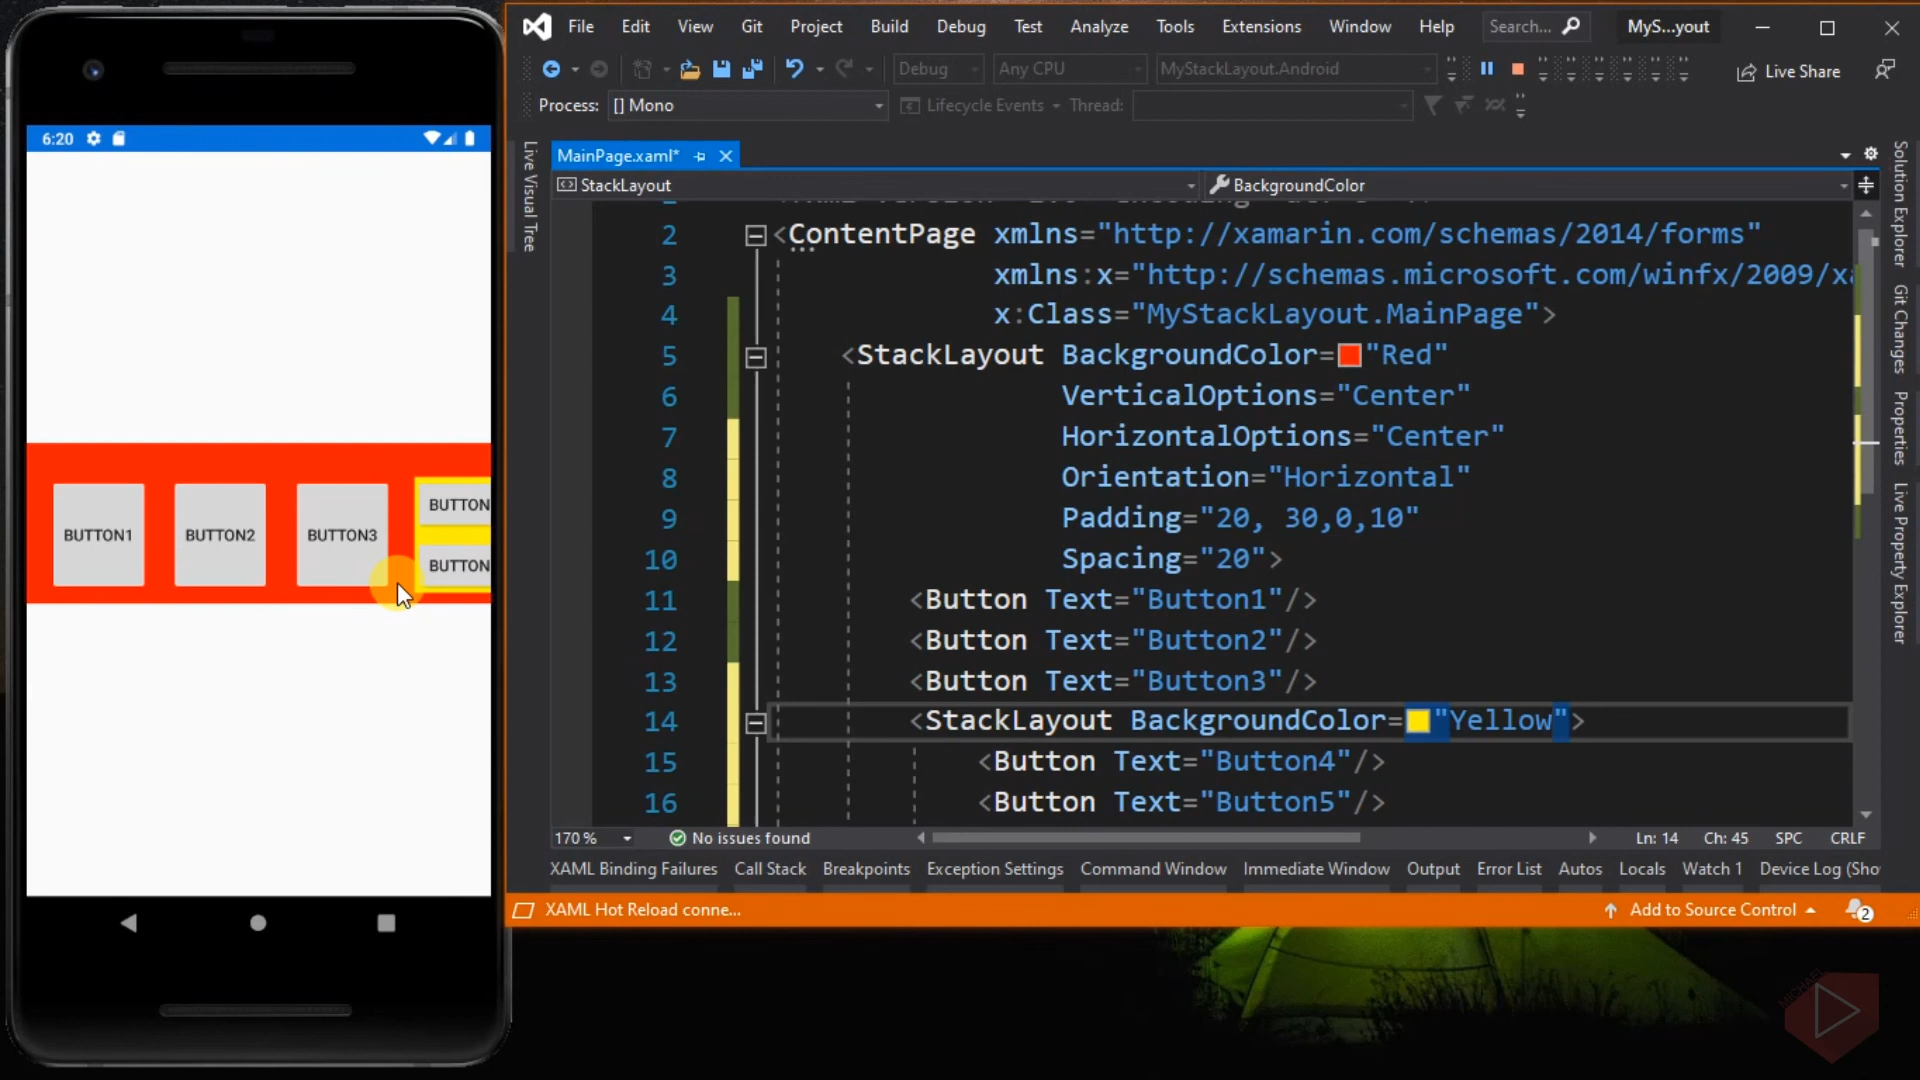 File Edit View Git Project Build Debug Test Analyze Tools Extensions Window Help Search... MyS...yout
Debug Any CPU MyStackLayout.Android Live Share
Process: [] Mono Lifecycle Events Thread:
6:20
Live Visual Tree
MainPage.xaml*
StackLayout BackgroundColor
2 <ContentPage xmlns="http://xamarin.com/schemas/2014/forms"
3 xmlns:x="http://schemas.microsoft.com/winfx/2009/xa
4 x:Class="MyStackLayout.MainPage">
5 <StackLayout BackgroundColor="Red"
6 VerticalOptions="Center"
7 HorizontalOptions="Center"
8 Orientation="Horizontal"
9 Padding="20, 30,0,10"
10 Spacing="20">
11 <Button Text="Button1"/>
12 <Button Text="Button2"/>
13 <Button Text="Button3"/>
14 <StackLayout BackgroundColor="Yellow">
15 <Button Text="Button4"/>
16 <Button Text="Button5"/>
BUTTON1 BUTTON2 BUTTON3 BUTTON
BUTTON
Solution Explorer
Git Changes
Properties
Live Property Explorer
170 % No issues found Ln: 14 Ch: 45 SPC CRLF
XAML Binding Failures Call Stack Breakpoints Exception Settings Command Window Immediate Window Output Error List Autos Locals Watch 1 Device Log (Sho
XAML Hot Reload conne... Add to Source Control 2
MICHAEL